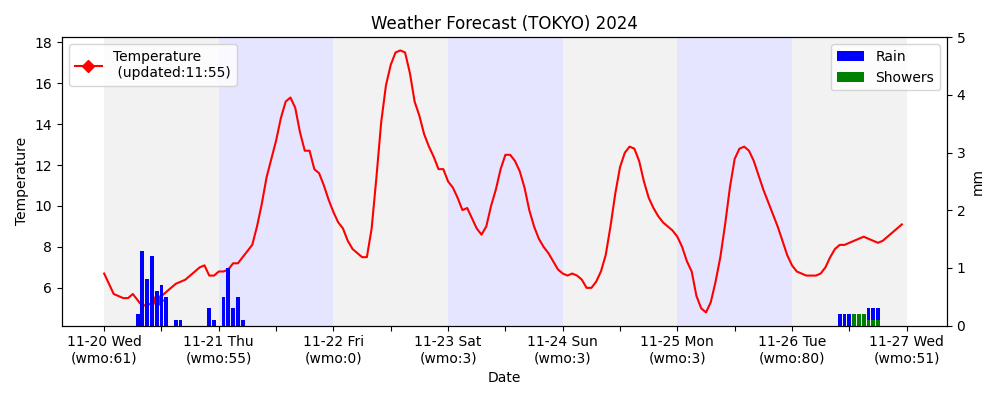 Weather Forecast (TOKYO) 2024
Temperature
(updated:11:55)
Rain
Showers
Temperature
18
16
14
12
10
8
6
5
4
3
2
1
0
mm
11-20 Wed
(wmo:61)
11-21 Thu
(wmo:55)
11-22 Fri
(wmo:0)
11-23 Sat
(wmo:3)
11-24 Sun
(wmo:3)
11-25 Mon
(wmo:3)
11-26 Tue
(wmo:80)
11-27 Wed
(wmo:51)
Date